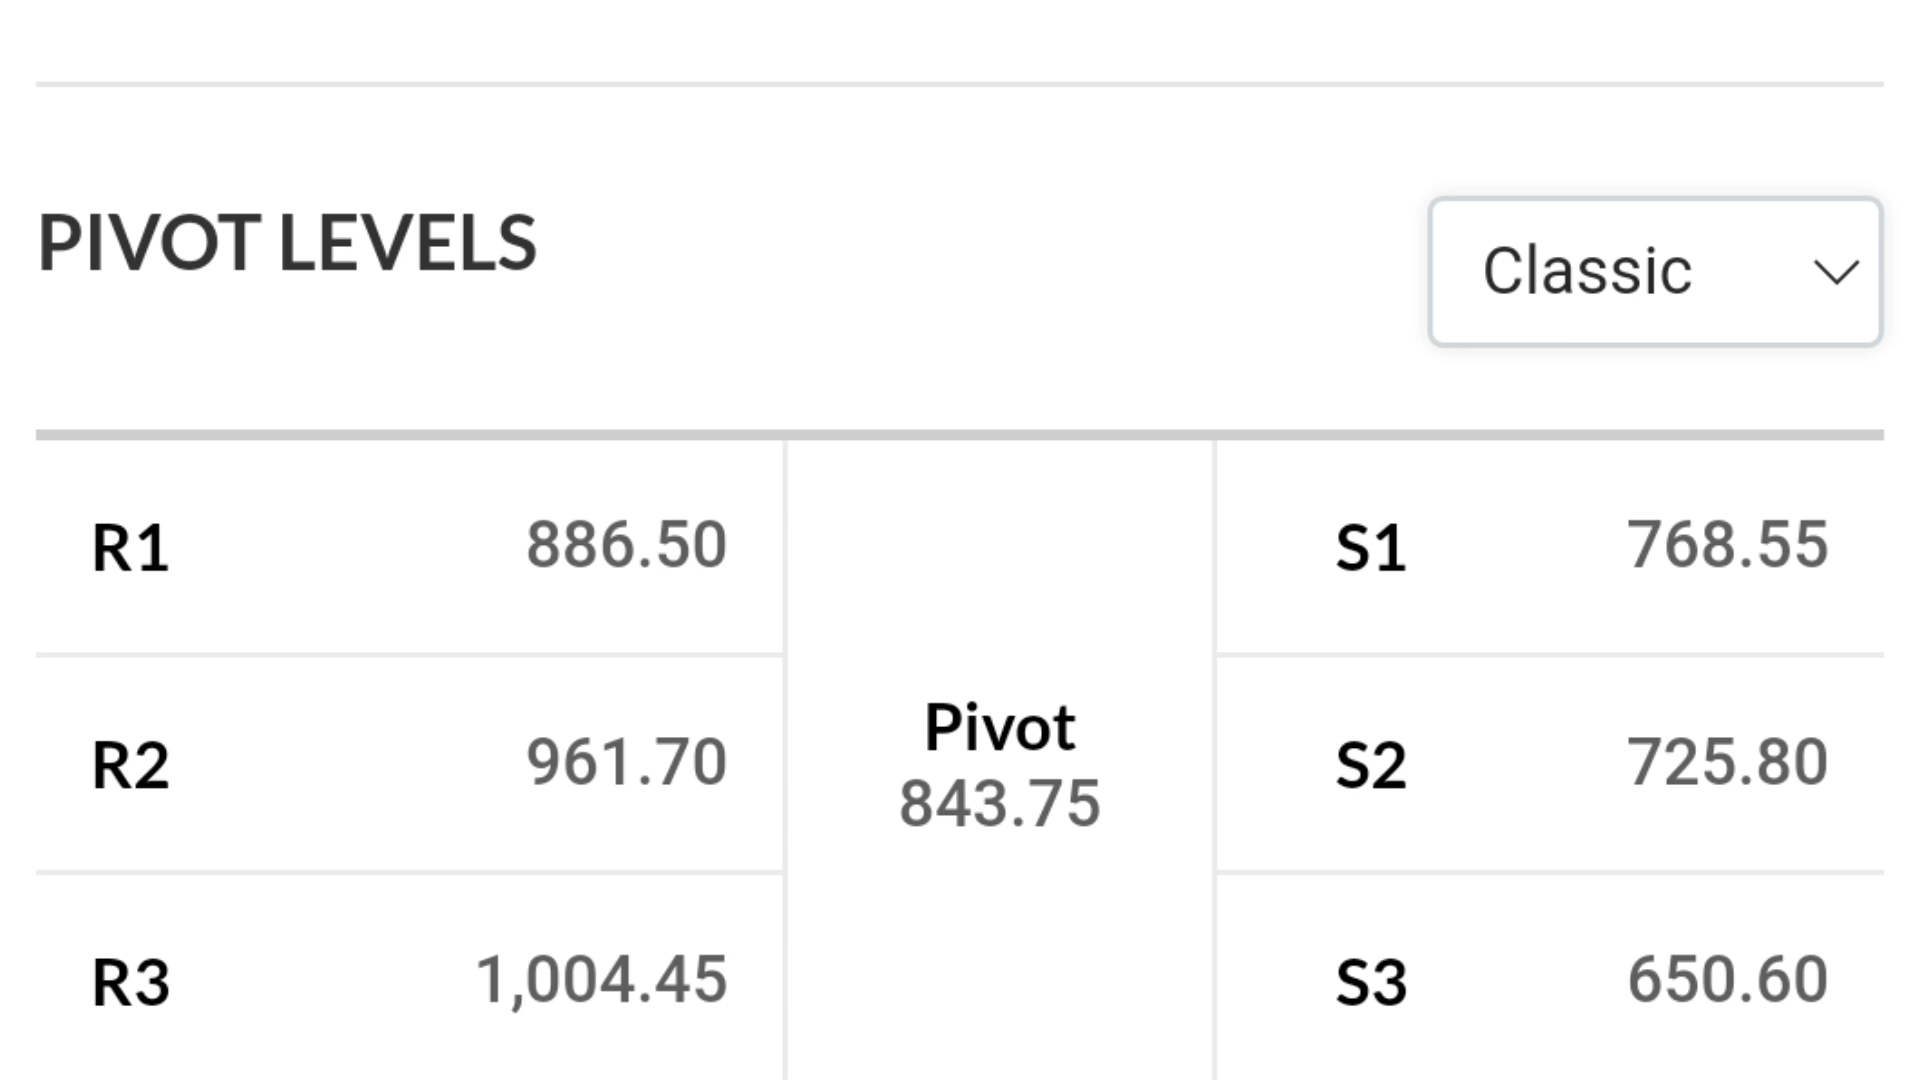 PIVOT LEVELS
Classic
R1 886.50 S1 768.55
R2 961.70 Pivot S2 725.80
843.75
R3 1,004.45 S3 650.60